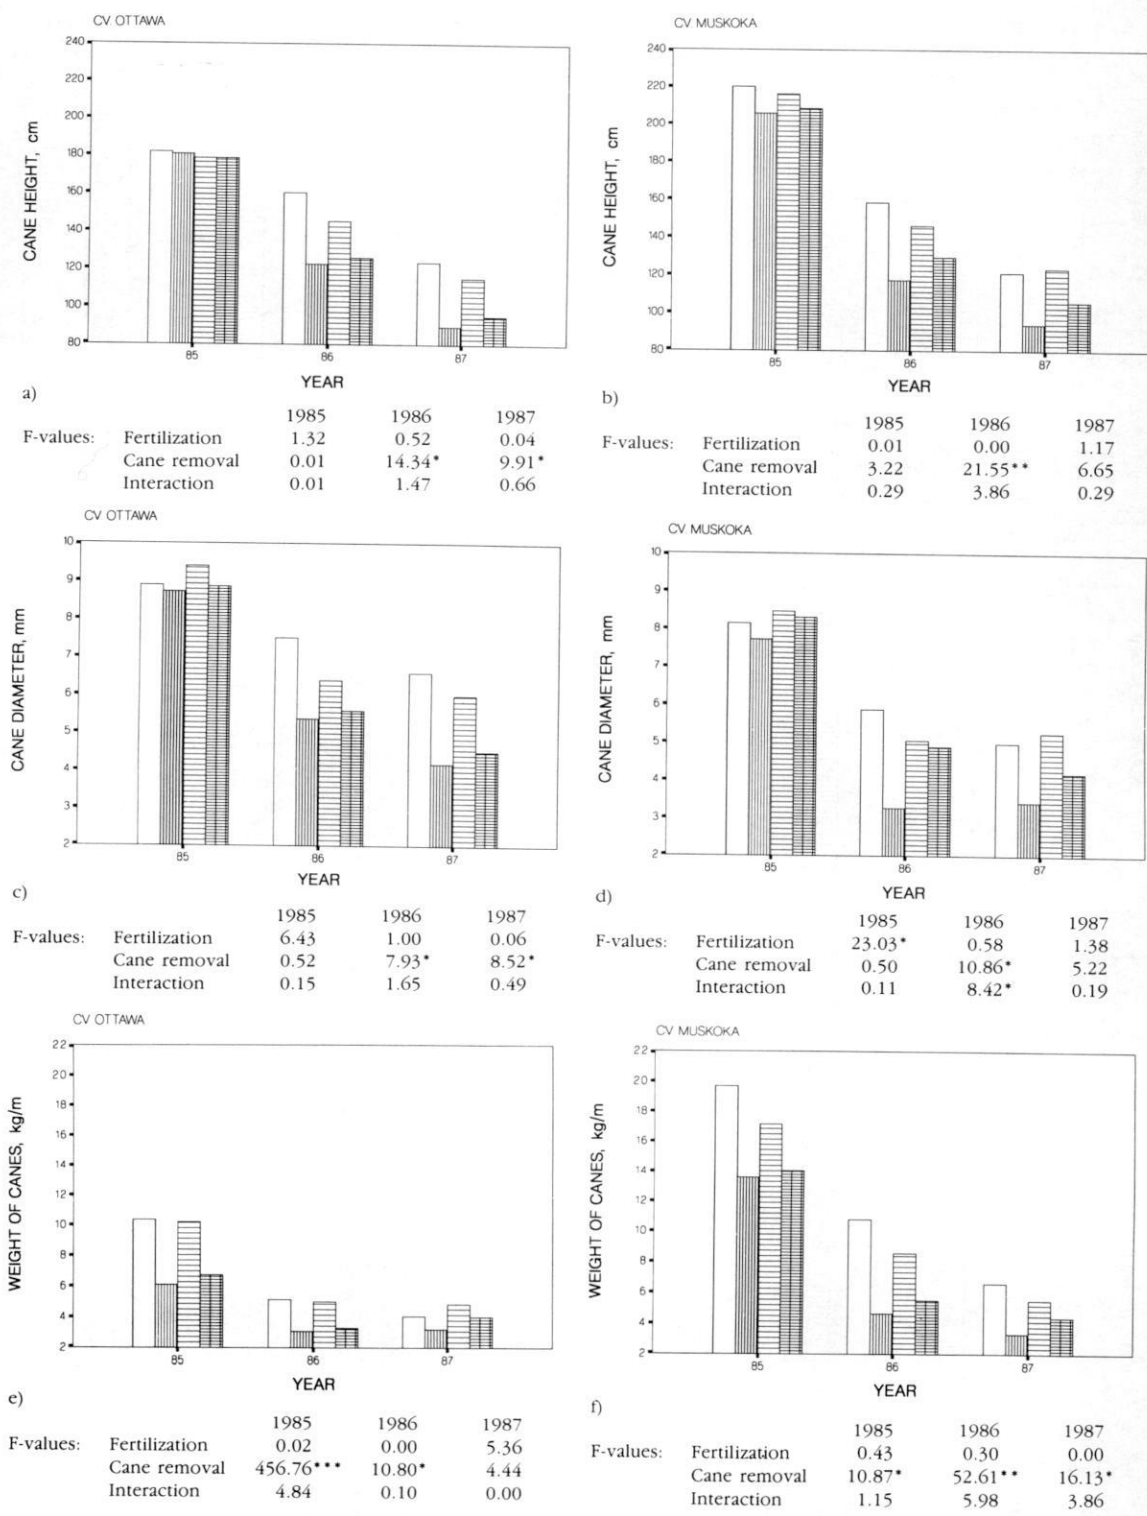 CV OTTAWA
CANE HEIGHT, cm
240
220
200
180
160
140
120
100
80
85 86 87
YEAR
a)
1985 1986 1987
F-values: Fertilization 1.32 0.52 0.04
Cane removal 0.01 14.34* 9.91*
Interaction 0.01 1.47 0.66
CV MUSKOKA
CANE HEIGHT, cm
240
220
200
180
160
140
120
100
80
85 86 87
YEAR
b)
1985 1986 1987
F-values: Fertilization 0.01 0.00 1.17
Cane removal 3.22 21.55** 6.65
Interaction 0.29 3.86 0.29
CV OTTAWA
CANE DIAMETER, mm
10
9
8
7
6
5
4
3
2
85 86 87
YEAR
c)
1985 1986 1987
F-values: Fertilization 6.43 1.00 0.06
Cane removal 0.52 7.93* 8.52*
Interaction 0.15 1.65 0.49
CV MUSKOKA
CANE DIAMETER, mm
10
9
8
7
6
5
4
3
2
85 86 87
YEAR
d)
1985 1986 1987
F-values: Fertilization 23.03* 0.58 1.38
Cane removal 0.50 10.86* 5.22
Interaction 0.11 8.42* 0.19
CV OTTAWA
WEIGHT OF CANES, kg/m
22
20
18
16
14
12
10
8
6
4
2
85 86 87
YEAR
e)
1985 1986 1987
F-values: Fertilization 0.02 0.00 5.36
Cane removal 456.76*** 10.80* 4.44
Interaction 4.84 0.10 0.00
CV MUSKOKA
WEIGHT OF CANES, kg/m
22
20
18
16
14
12
10
8
6
4
2
85 86 87
YEAR
f)
1985 1986 1987
F-values: Fertilization 0.43 0.30 0.00
Cane removal 10.87* 52.61** 16.13*
Interaction 1.15 5.98 3.86